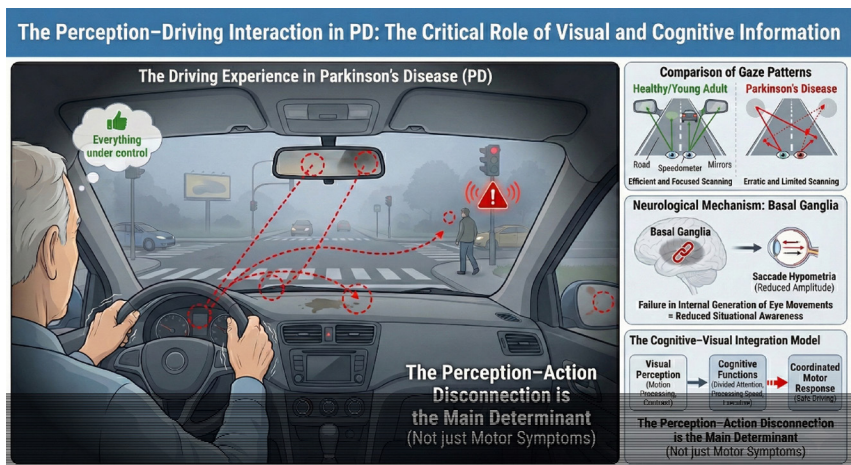 The Perception–Driving Interaction in PD: The Critical Role of Visual and Cognitive Information
The Driving Experience in Parkinson's Disease (PD)
Everything
under control
!
The Perception–Action
Disconnection is
the Main Determinant
(Not just Motor Symptoms)
Comparison of Gaze Patterns
Healthy/Young Adult
Parkinson's Disease
Road
Speedometer
Mirrors
Efficient and Focused Scanning
Erratic and Limited Scanning
Neurological Mechanism: Basal Ganglia
Basal Ganglia
Saccade Hypometria
(Reduced Amplitude)
Failure in Internal Generation of Eye Movements
= Reduced Situational Awareness
The Cognitive–Visual Integration Model
Visual
Perception
(Motion
Processing,
Contrast)
Cognitive
Functions
(Divided Attention,
Processing Speed,
Executive)
Coordinated
Motor
Response
(Safe Driving)
The Perception–Action Disconnection
is the Main Determinant
(Not just Motor Symptoms)